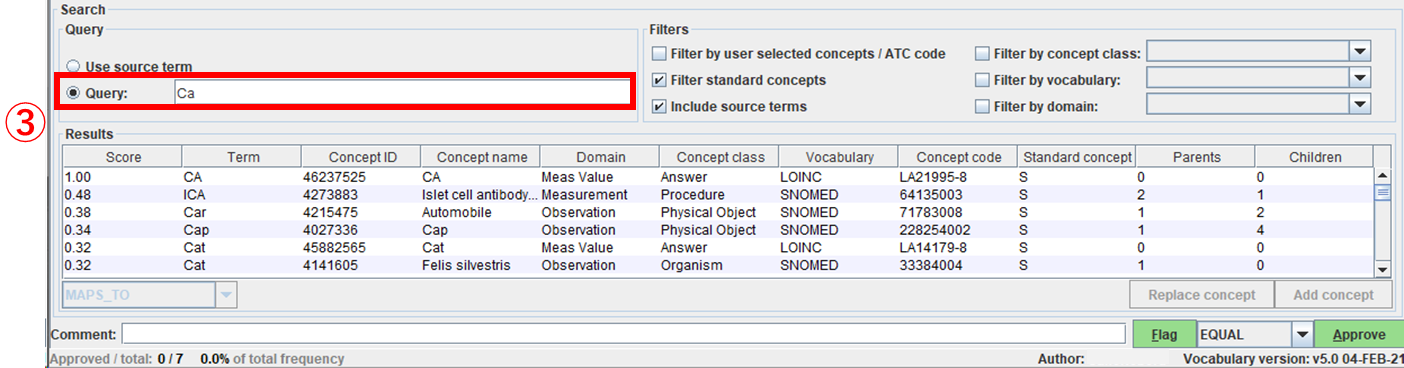 Search
Query
Use source term
③
Query: Ca
Filters
Filter by user selected concepts / ATC code
Filter by concept class:
Filter standard concepts
Filter by vocabulary:
Include source terms
Filter by domain:
Results
Score Term Concept ID Concept name Domain Concept class Vocabulary Concept code Standard concept Parents Children
1.00 CA 46237525 CA Meas Value Answer LOINC LA21995-8 S 0 0
0.48 ICA 4273883 Islet cell antibody... Measurement Procedure SNOMED 64135003 S 2 1
0.38 Car 4215475 Automobile Observation Physical Object SNOMED 71783008 S 1 2
0.34 Cap 4027336 Cap Observation Physical Object SNOMED 228254002 S 1 4
0.32 Cat 45882565 Cat Meas Value Answer LOINC LA14179-8 S 0 0
0.32 Cat 4141605 Felis silvestris Observation Organism SNOMED 33384004 S 1 0
MAPS_TO Replace concept Add concept
Comment: Flag EQUAL Approve
Approved / total: 0 / 7 0.0% of total frequency Author: Vocabulary version: v5.0 04-FEB-21